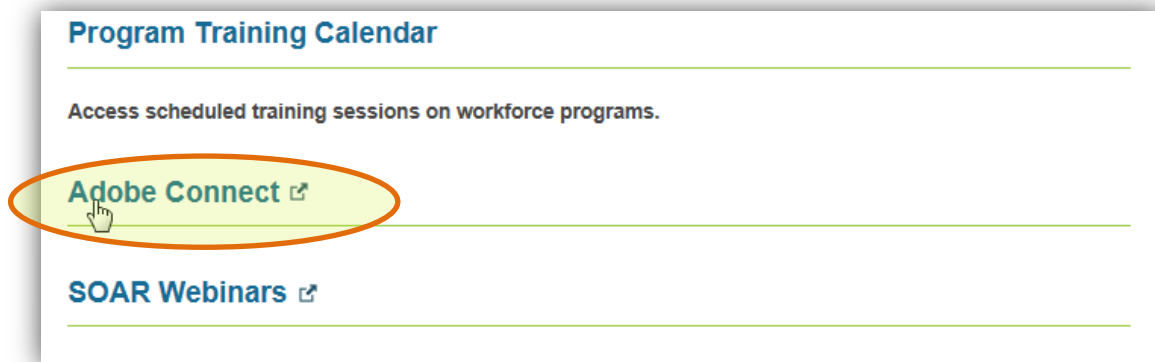 Program Training Calendar
Access scheduled training sessions on workforce programs.
Adobe Connect
SOAR Webinars